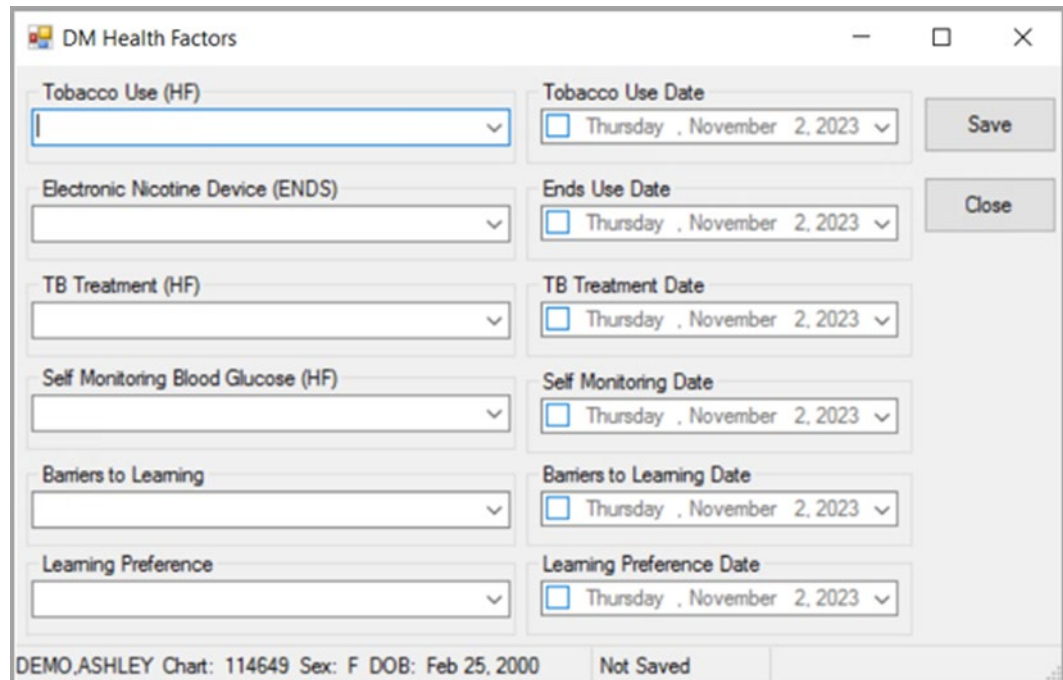 DM Health Factors
Tobacco Use (HF)
Tobacco Use Date
Thursday , November 2, 2023
Save
Electronic Nicotine Device (ENDS)
Ends Use Date
Thursday , November 2, 2023
Close
TB Treatment (HF)
TB Treatment Date
Thursday , November 2, 2023
Self Monitoring Blood Glucose (HF)
Self Monitoring Date
Thursday , November 2, 2023
Barriers to Learning
Barriers to Learning Date
Thursday , November 2, 2023
Learning Preference
Learning Preference Date
Thursday , November 2, 2023
DEMO,ASHLEY Chart: 114649 Sex: F DOB: Feb 25, 2000
Not Saved